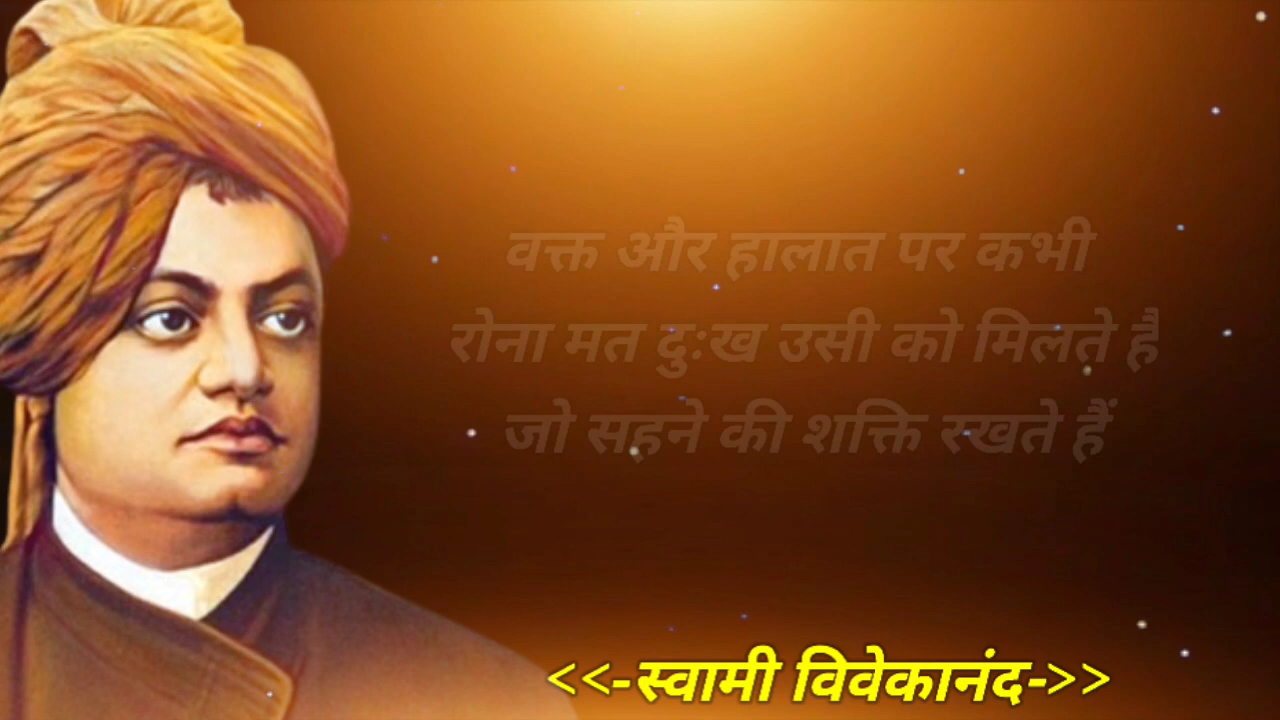 वक्त और हालात पर कभी
रोना मत दुःख उसी को मिलते है
जो सहने की शक्ति रखते हैं
<<-स्वामी विवेकानंद->>